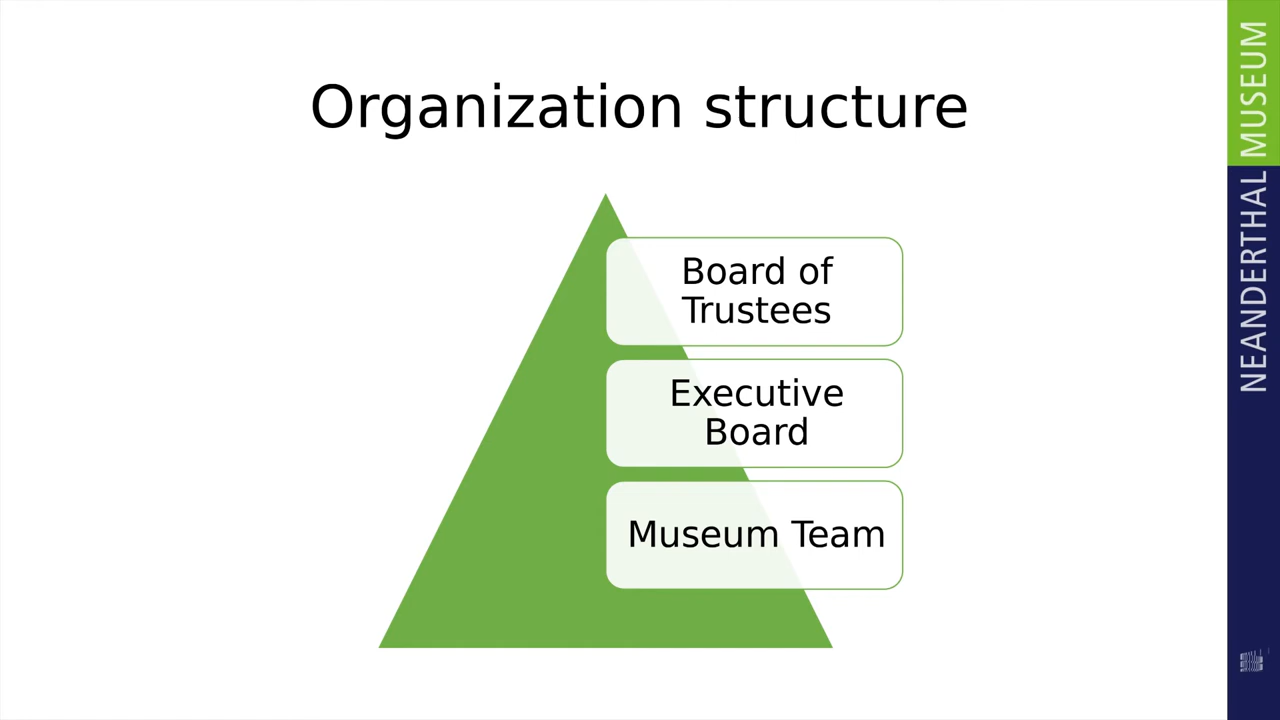 Organization structure
Board of
Trustees
Executive
Board
Museum Team
NEANDERTHAL MUSEUM